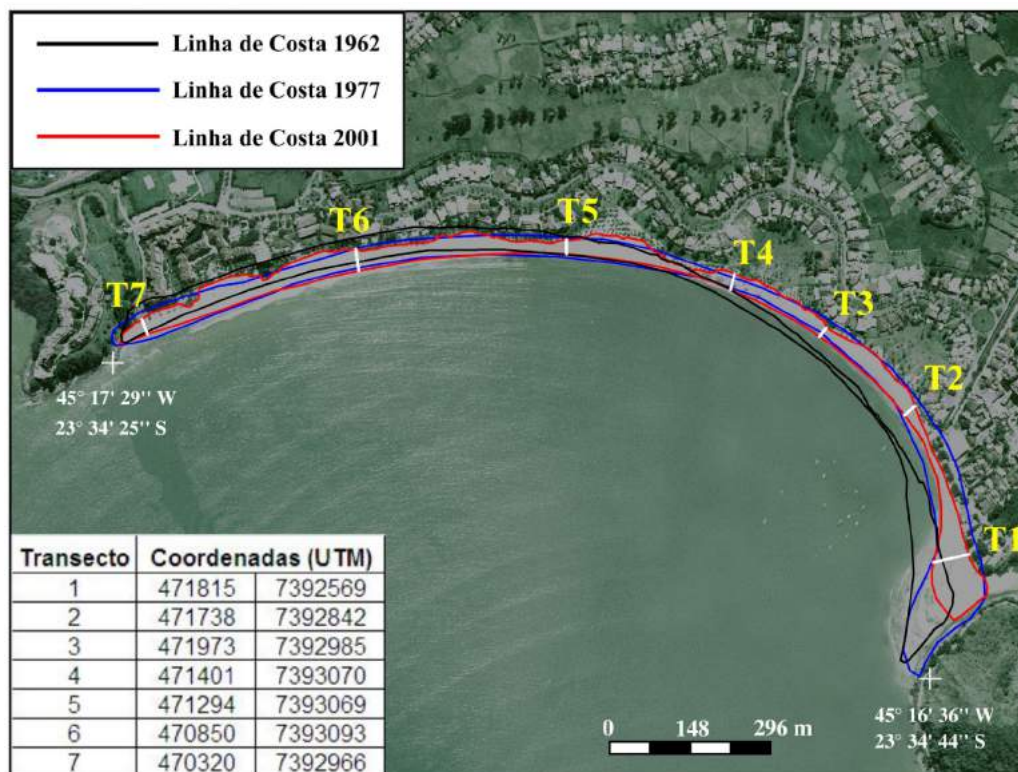 Linha de Costa 1962
Linha de Costa 1977
Linha de Costa 2001
T6
T5
T4
T7
T3
T2
T1
45° 17' 29'' W
23° 34' 25'' S
Transecto Coordenadas (UTM)
1 471815 7392569
2 471738 7392842
3 471973 7392985
4 471401 7393070
5 471294 7393069
6 470850 7393093
7 470320 7392966
0 148 296 m
45° 16' 36'' W
23° 34' 44'' S